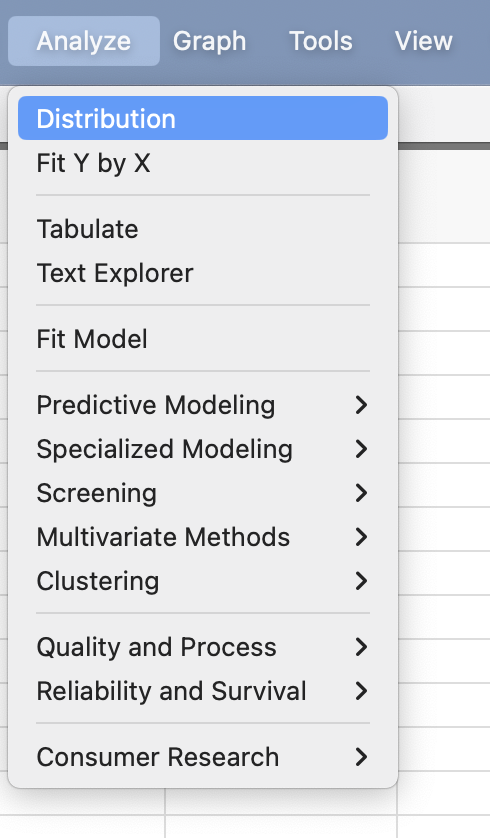 Analyze Graph Tools View
Distribution
Fit Y by X
Tabulate
Text Explorer
Fit Model
Predictive Modeling
Specialized Modeling
Screening
Multivariate Methods
Clustering
Quality and Process
Reliability and Survival
Consumer Research